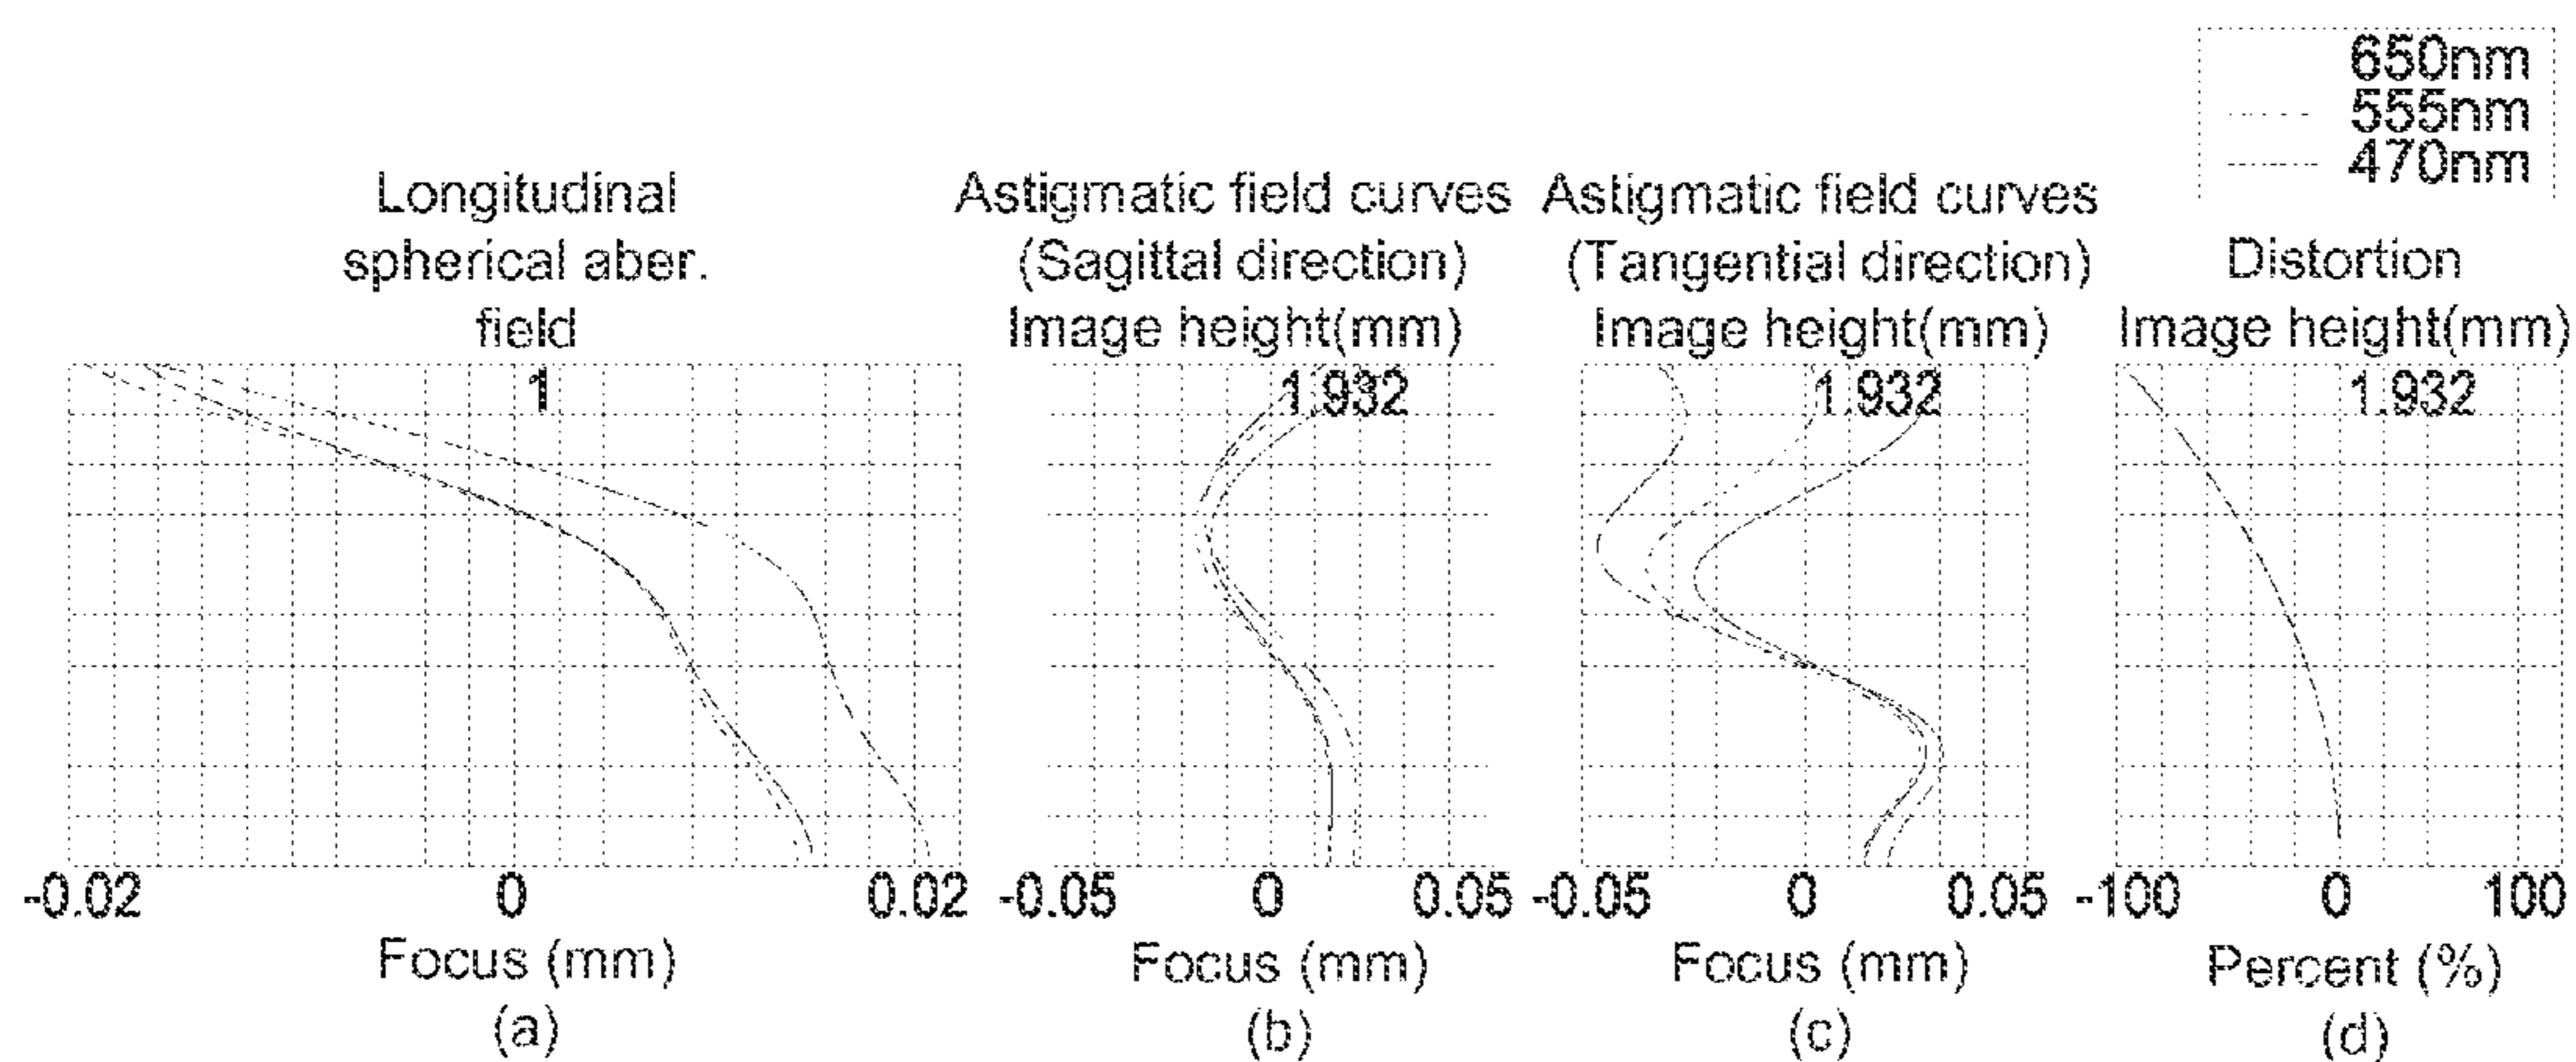 650nm
555nm
470nm
Longitudinal
spherical aber.
field
1
Astigmatic field curves
(Sagittal direction)
Image height(mm)
1.932
Astigmatic field curves
(Tangential direction)
Image height(mm)
1.932
Distortion
Image height(mm)
1.932
-0.02 0 0.02
Focus (mm)
(a)
-0.05 0 0.05
Focus (mm)
(b)
-0.05 0 0.05
Focus (mm)
(c)
-100 0 100
Percent (%)
(d)